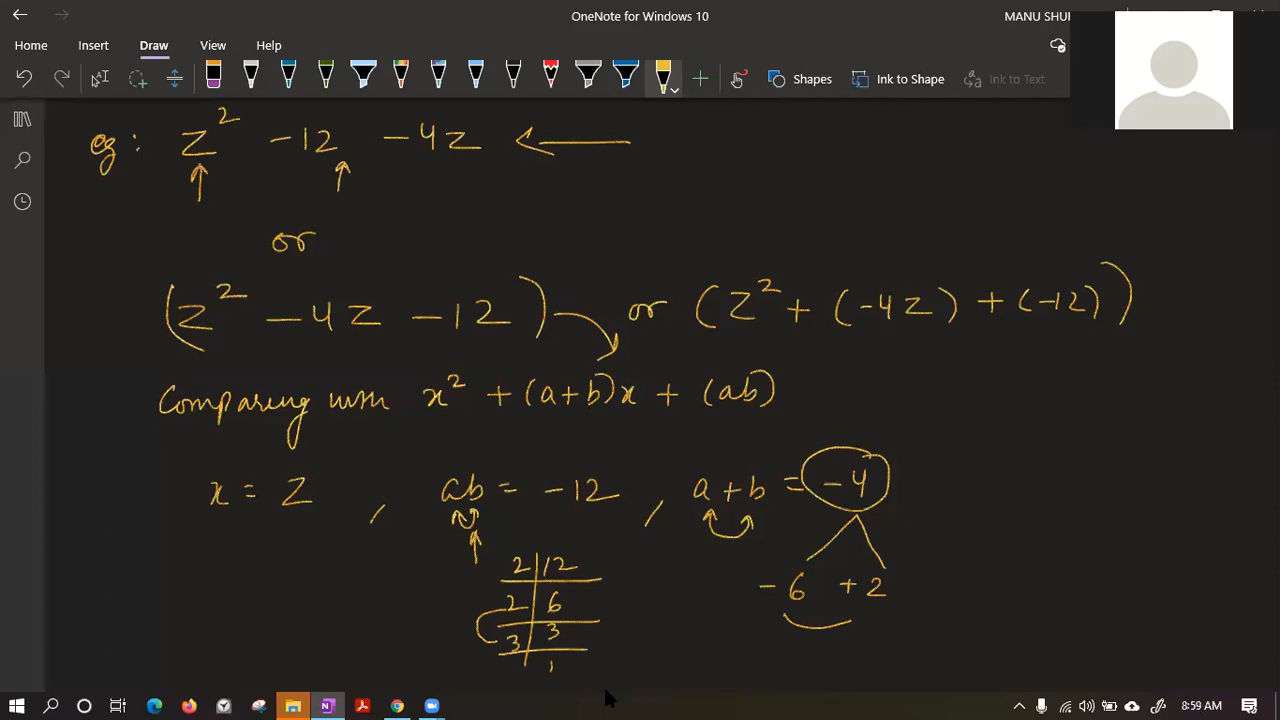 OneNote for Windows 10
MANU SHU
Home Insert Draw View Help
Shapes Ink to Shape Ink to Text
eg: z² -12 -4z ←
or
(z² - 4z - 12) or (z² + (-4z) + (-12))
Comparing with x² + (a+b)x + (ab)
x = z , ab = -12 , a + b = -4
2 | 12
-6 +2
2 | 6
3 | 3
1
8:59 AM